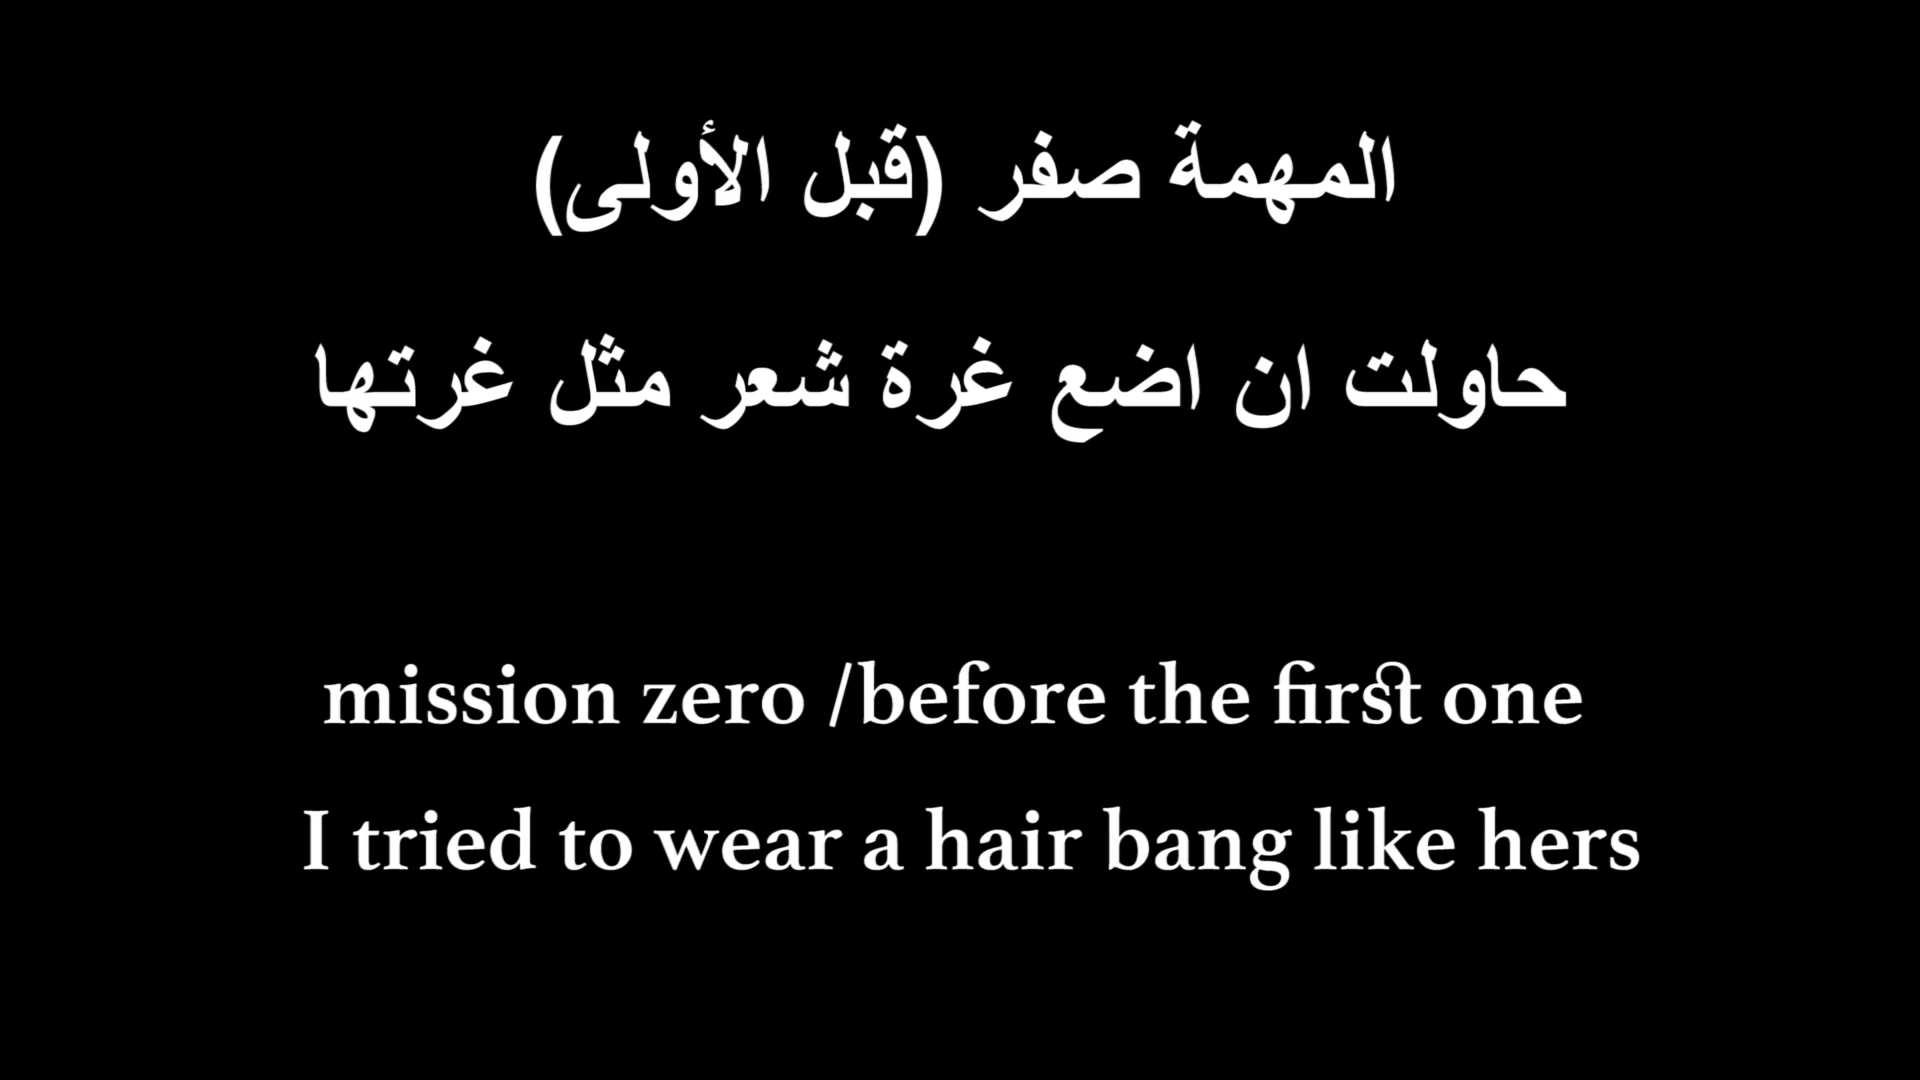 المهمة صفر (قبل الأولى)
حاولت ان اضع غرة شعر مثل غرتها
mission zero /before the first one
I tried to wear a hair bang like hers